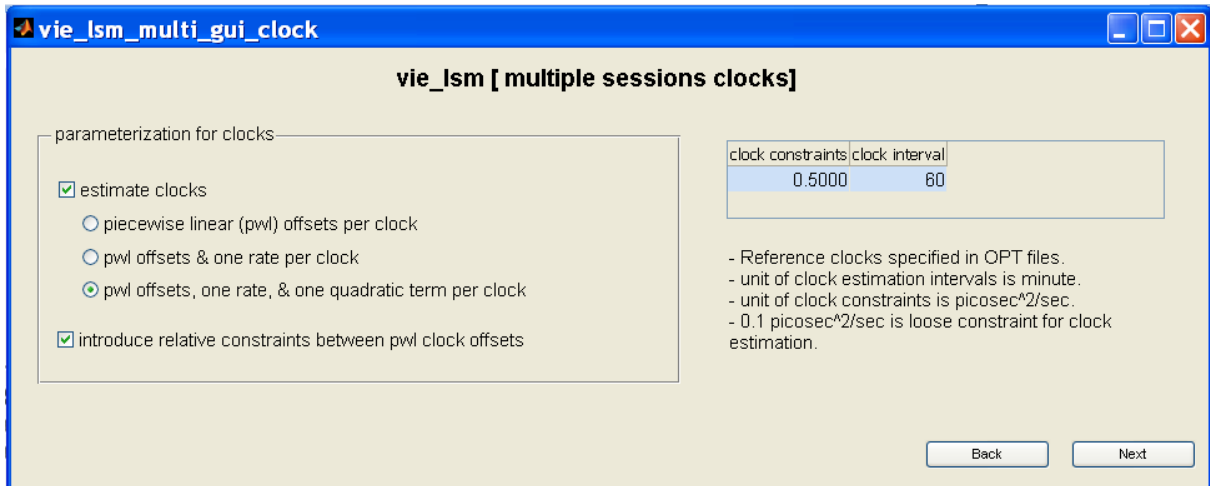 vie_lsm_multi_gui_clock
vie_lsm [ multiple sessions clocks]
parameterization for clocks
estimate clocks
piecewise linear (pwl) offsets per clock
pwl offsets & one rate per clock
pwl offsets, one rate, & one quadratic term per clock
introduce relative constraints between pwl clock offsets
clock constraints clock interval
0.5000 60
- Reference clocks specified in OPT files.
- unit of clock estimation intervals is minute.
- unit of clock constraints is picosec^2/sec.
- 0.1 picosec^2/sec is loose constraint for clock
estimation.
Back Next